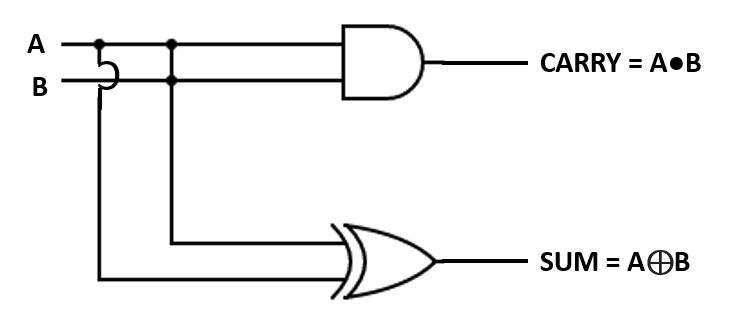 A
B
CARRY = A●B
SUM = A⨁B